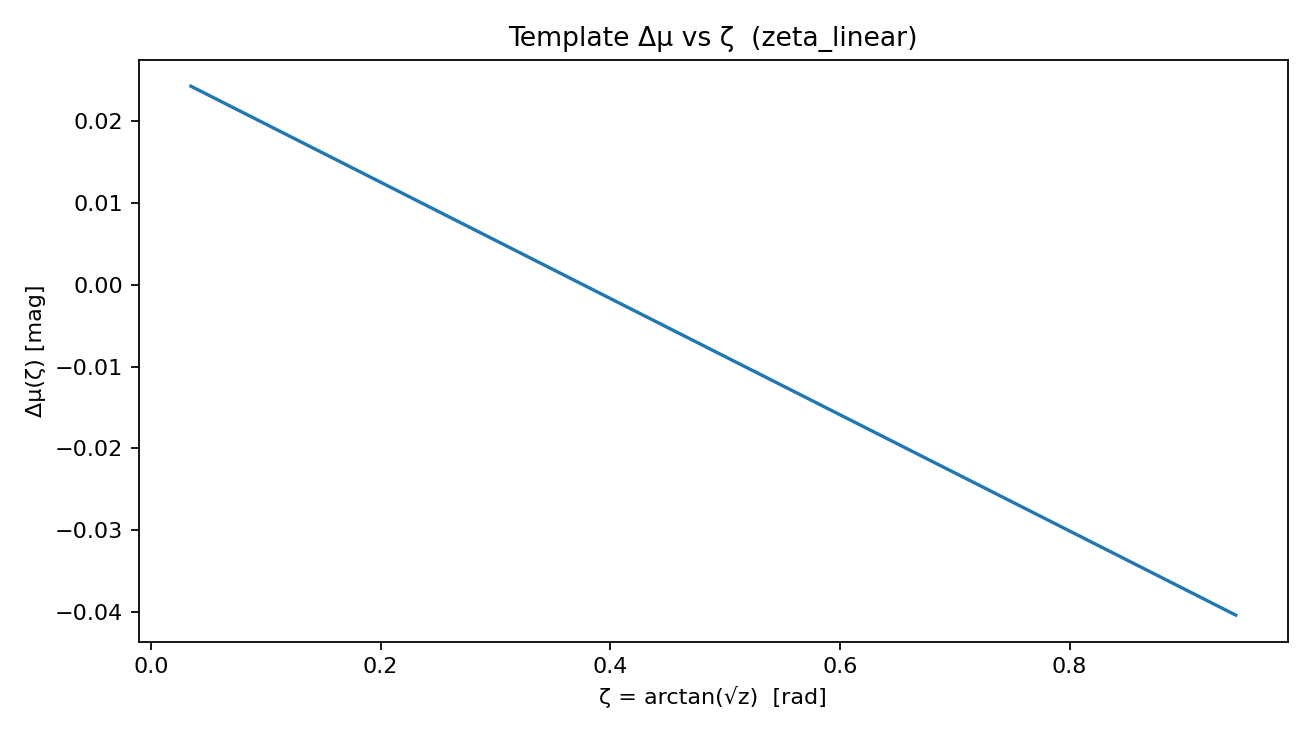 Template Δμ vs ζ  (zeta_linear)
Δμ(ζ) [mag]
0.02
0.01
0.00
−0.01
−0.02
−0.03
−0.04
0.0 0.2 0.4 0.6 0.8
ζ = arctan(√z)  [rad]